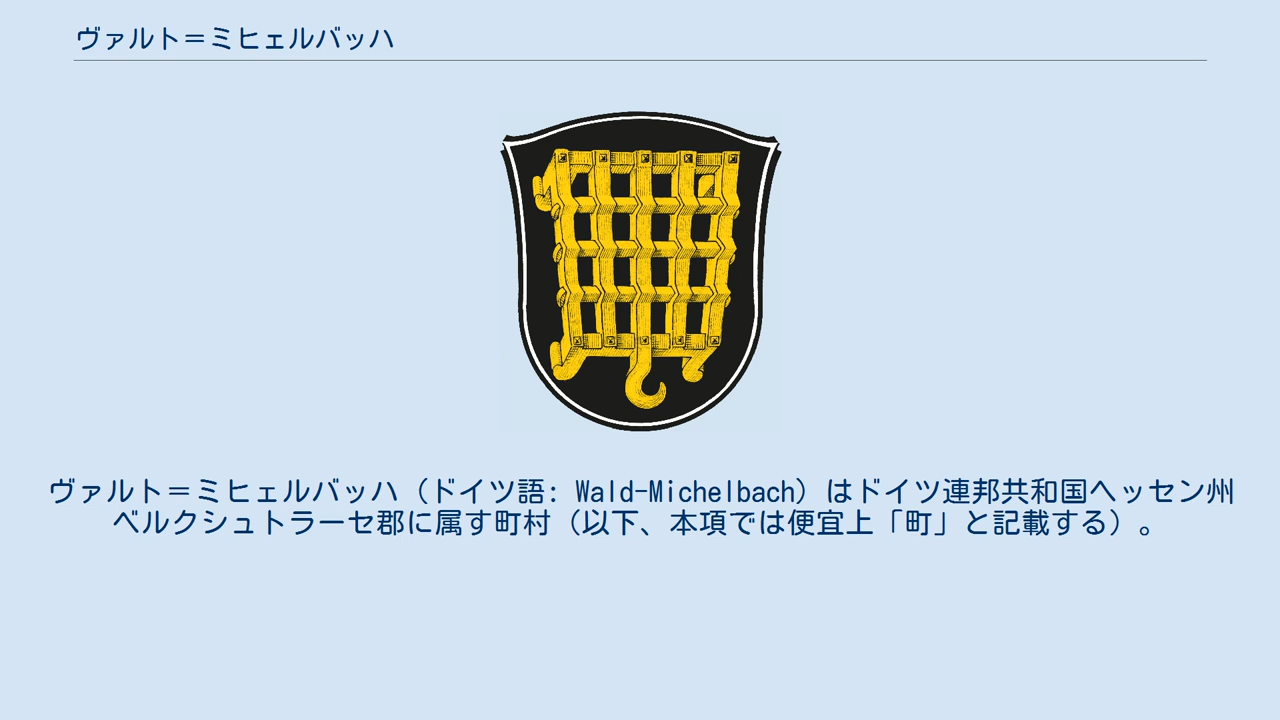 ヴァルト＝ミヒェルバッハ
ヴァルト＝ミヒェルバッハ（ドイツ語: Wald-Michelbach）はドイツ連邦共和国ヘッセン州
ベルクシュトラーセ郡に属す町村（以下、本項では便宜上「町」と記載する）。